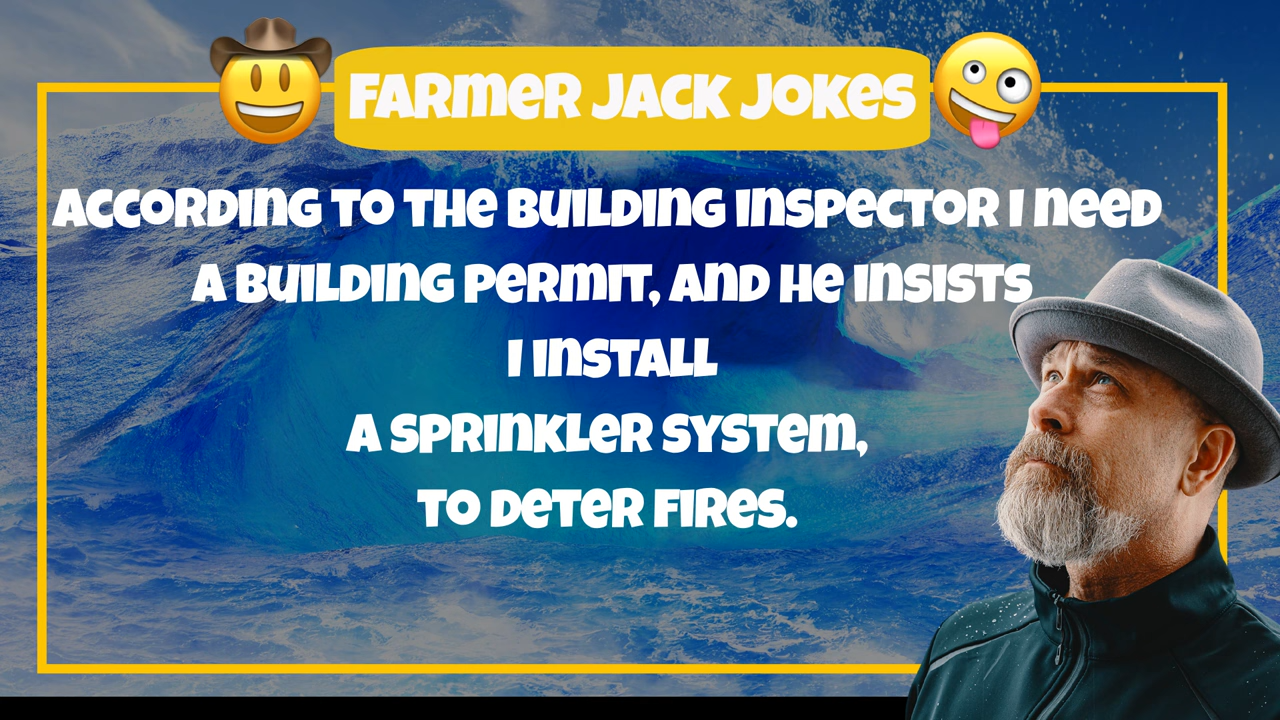 FARMER JACK JOKES
ACCORDING TO THE BUILDING INSPECTOR I NEED
A BUILDING PERMIT, AND HE INSISTS
I INSTALL
A SPRINKLER SYSTEM,
TO DETER FIRES.